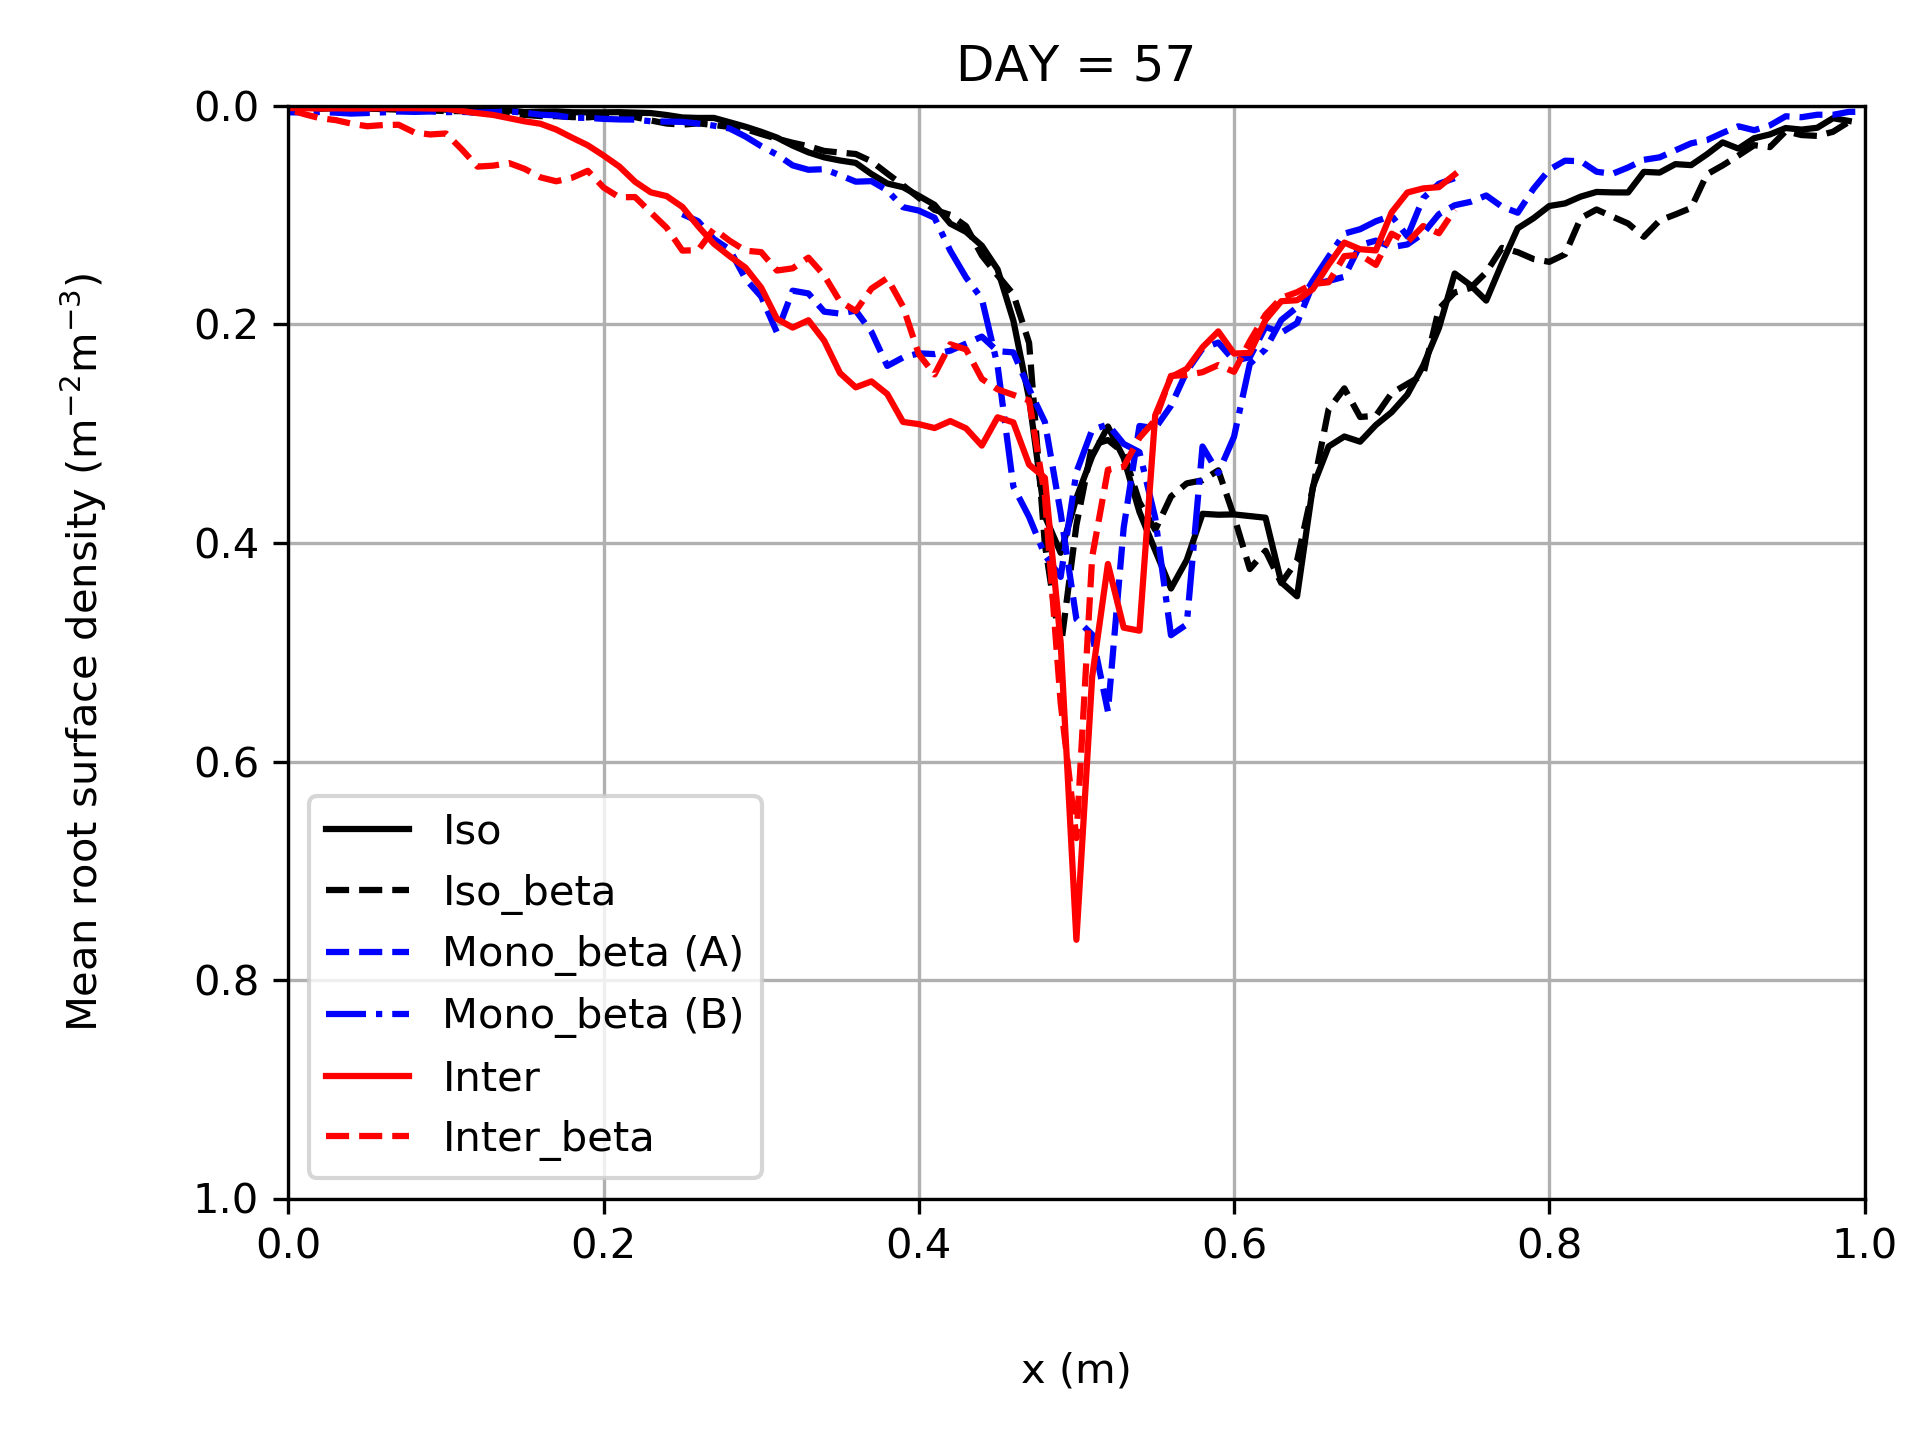 DAY = 57
Mean root surface density (m⁻²m⁻³)
0.0
0.2
0.4
0.6
0.8
1.0
Iso
Iso_beta
Mono_beta (A)
Mono_beta (B)
Inter
Inter_beta
0.0 0.2 0.4 0.6 0.8 1.0
x (m)